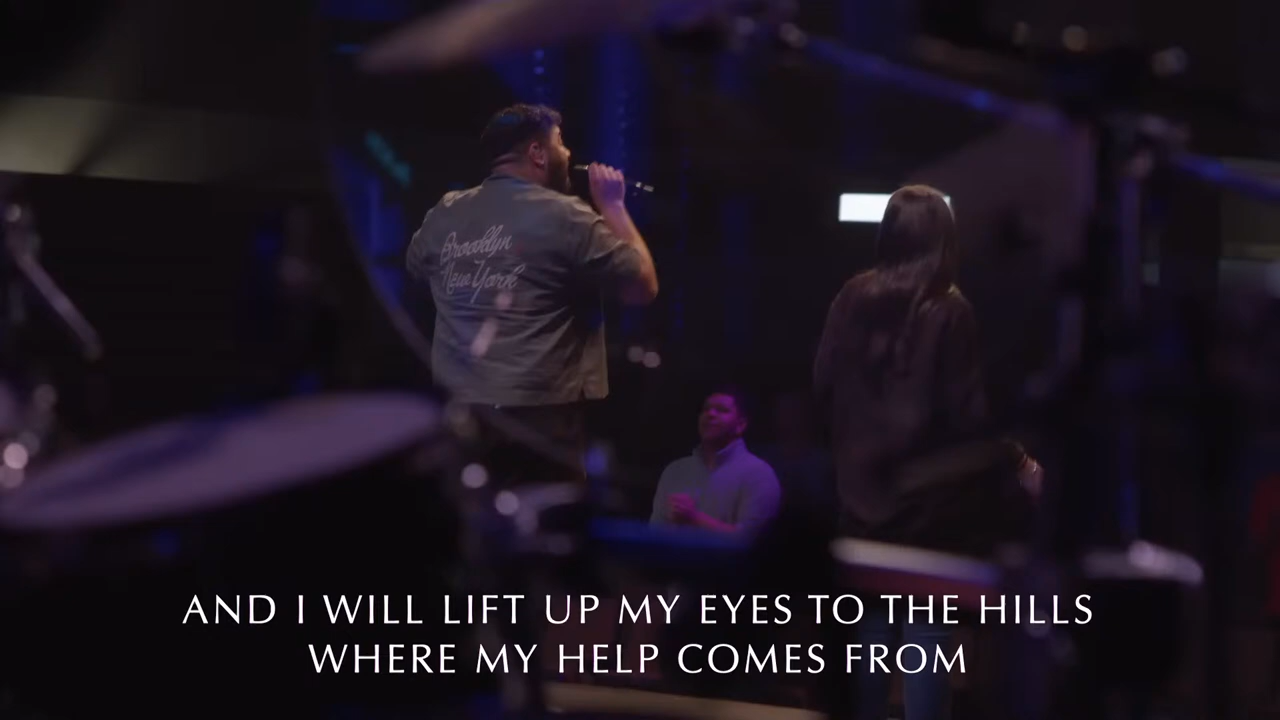 Brooklyn
New York
AND I WILL LIFT UP MY EYES TO THE HILLS
WHERE MY HELP COMES FROM